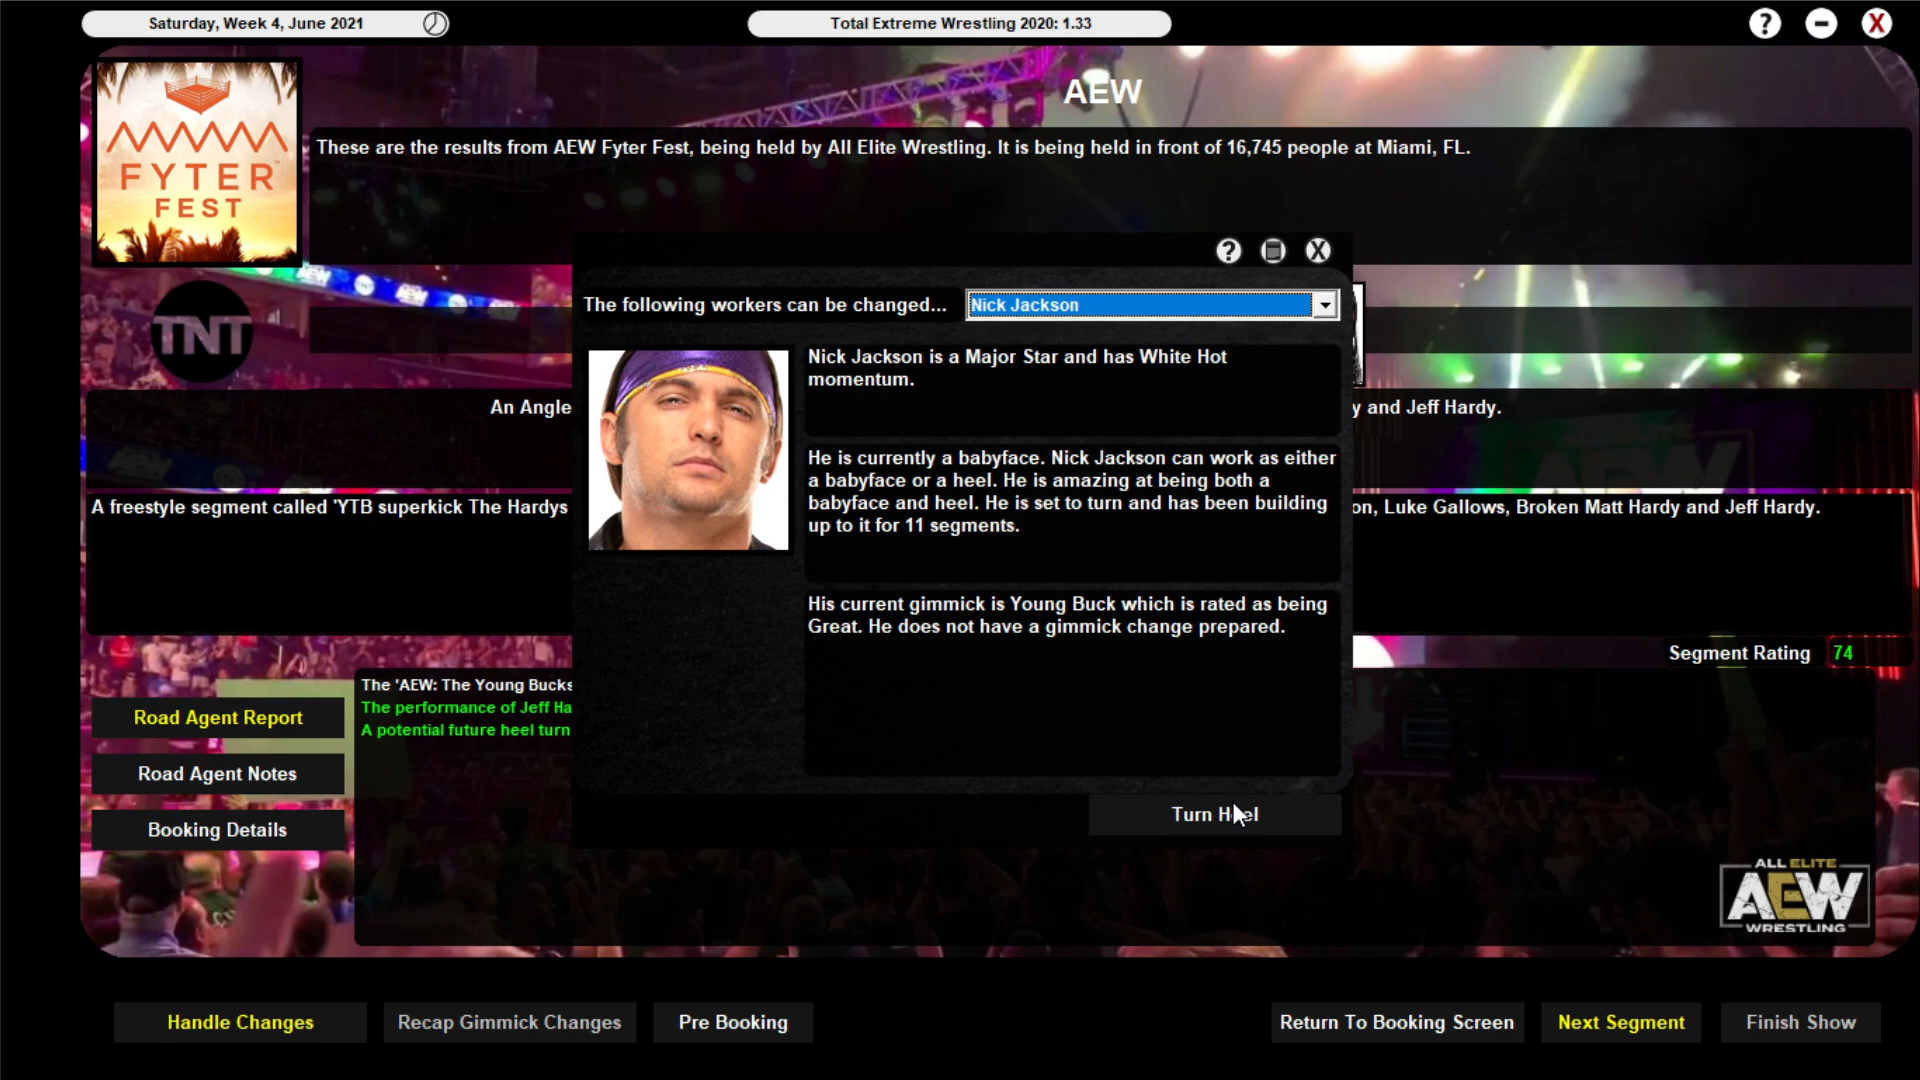 Saturday, Week 4, June 2021
Total Extreme Wrestling 2020: 1.33
?
X
FYTER
FEST
AEW
These are the results from AEW Fyter Fest, being held by All Elite Wrestling. It is being held in front of 16,745 people at Miami, FL.
? X
The following workers can be changed... Nick Jackson
TNT
Nick Jackson is a Major Star and has White Hot
momentum.
An Angle
y and Jeff Hardy.
He is currently a babyface. Nick Jackson can work as either
a babyface or a heel. He is amazing at being both a
babyface and heel. He is set to turn and has been building
up to it for 11 segments.
A freestyle segment called 'YTB superkick The Hardys
on, Luke Gallows, Broken Matt Hardy and Jeff Hardy.
His current gimmick is Young Buck which is rated as being
Great. He does not have a gimmick change prepared.
Segment Rating 74
The 'AEW: The Young Bucks
The performance of Jeff Ha
A potential future heel turn
Road Agent Report
Road Agent Notes
Booking Details
Turn Heel
ALL ELITE
AEW
WRESTLING
Handle Changes
Recap Gimmick Changes
Pre Booking
Return To Booking Screen
Next Segment
Finish Show